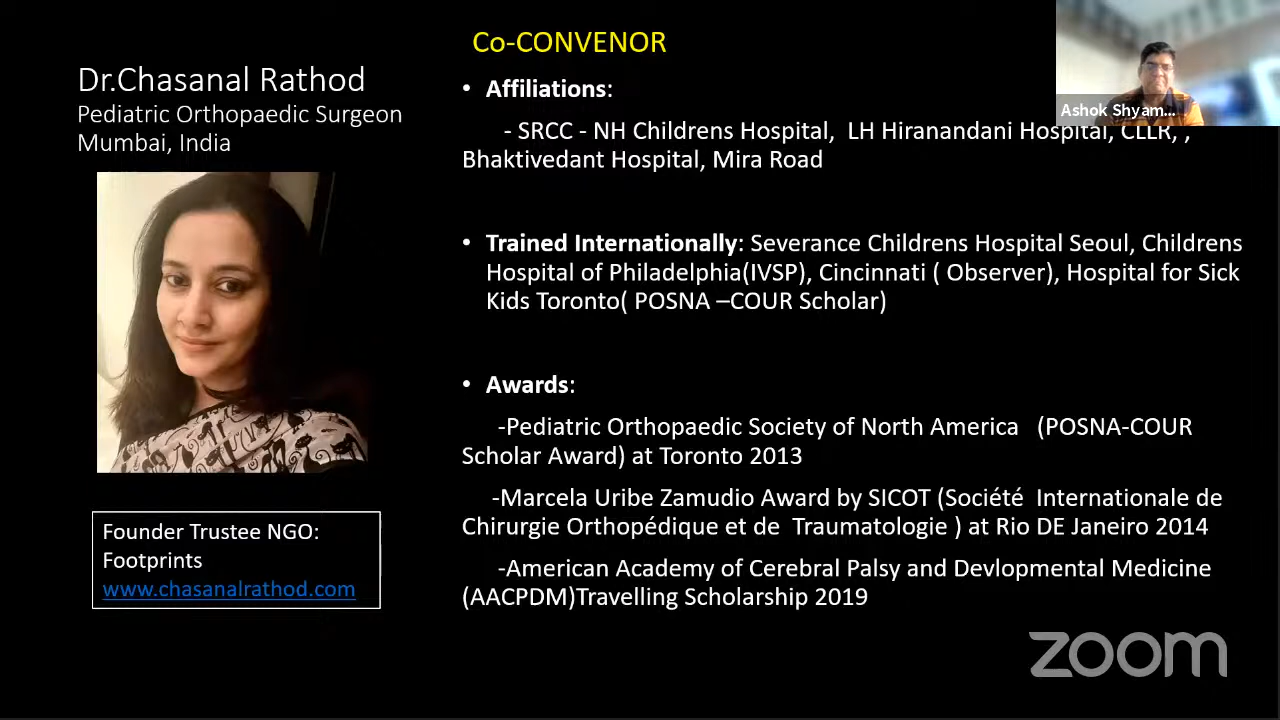 Co-CONVENOR
Dr.Chasanal Rathod
Pediatric Orthopaedic Surgeon
Mumbai, India
Founder Trustee NGO:
Footprints
www.chasanalrathod.com
• Affiliations:
- SRCC - NH Childrens Hospital, LH Hiranandani Hospital, CLLR, ,
Bhaktivedant Hospital, Mira Road
• Trained Internationally: Severance Childrens Hospital Seoul, Childrens
Hospital of Philadelphia(IVSP), Cincinnati ( Observer), Hospital for Sick
Kids Toronto( POSNA –COUR Scholar)
• Awards:
-Pediatric Orthopaedic Society of North America (POSNA-COUR
Scholar Award) at Toronto 2013
-Marcela Uribe Zamudio Award by SICOT (Société Internationale de
Chirurgie Orthopédique et de Traumatologie ) at Rio DE Janeiro 2014
-American Academy of Cerebral Palsy and Devlopmental Medicine
(AACPDM)Travelling Scholarship 2019
Ashok Shyam...
zoom